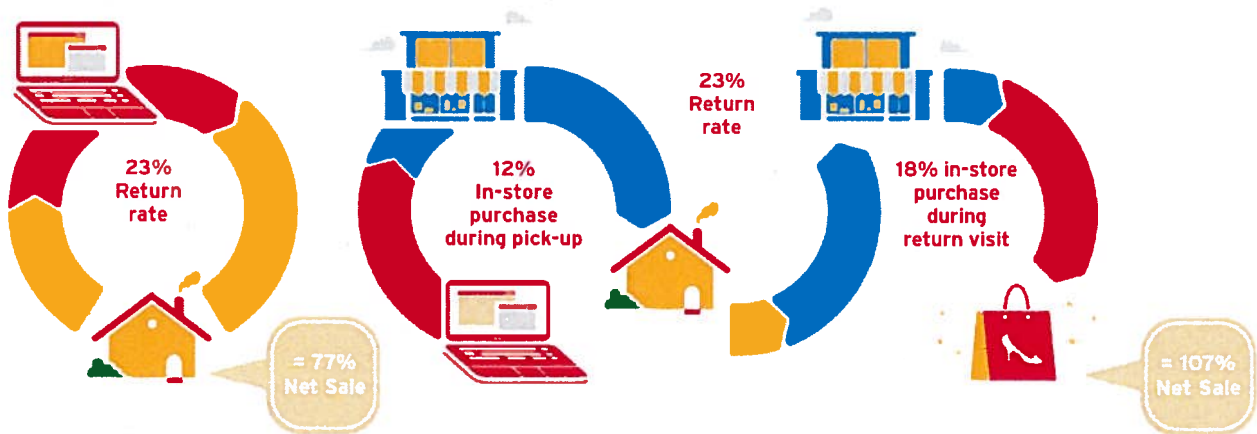 23%
Return
rate
= 77%
Net Sale
12%
In-store
purchase
during pick-up
23%
Return
rate
18% in-store
purchase
during
return visit
= 107%
Net Sale